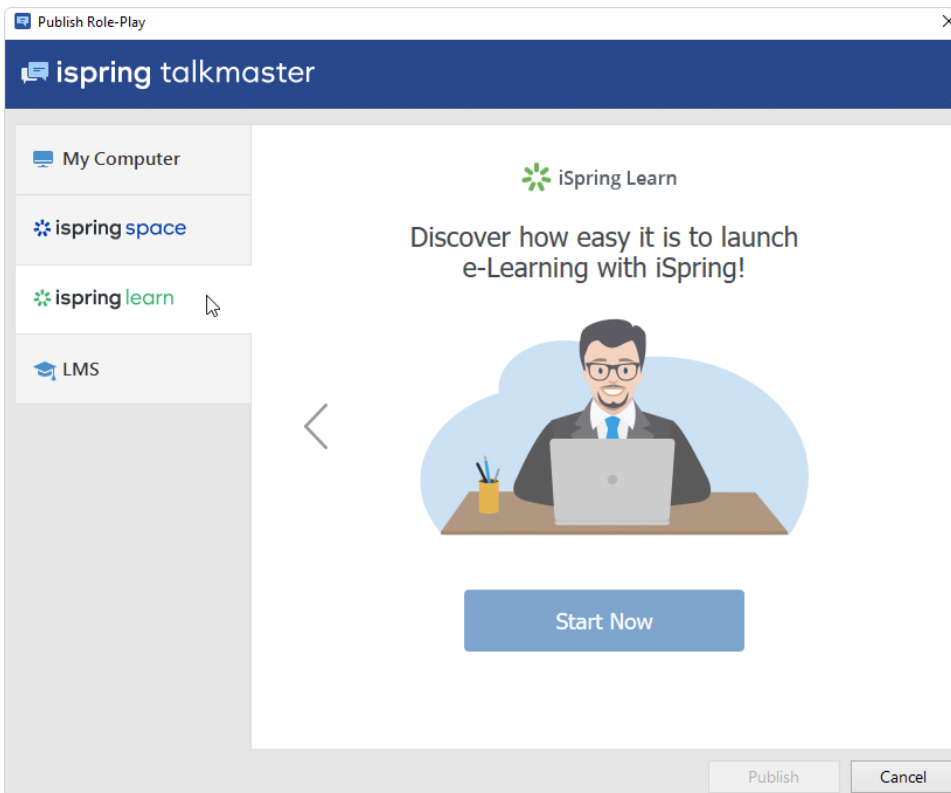 Publish Role-Play
ispring talkmaster
My Computer
ispring space
ispring learn
LMS
iSpring Learn
Discover how easy it is to launch
e-Learning with iSpring!
Start Now
Publish
Cancel